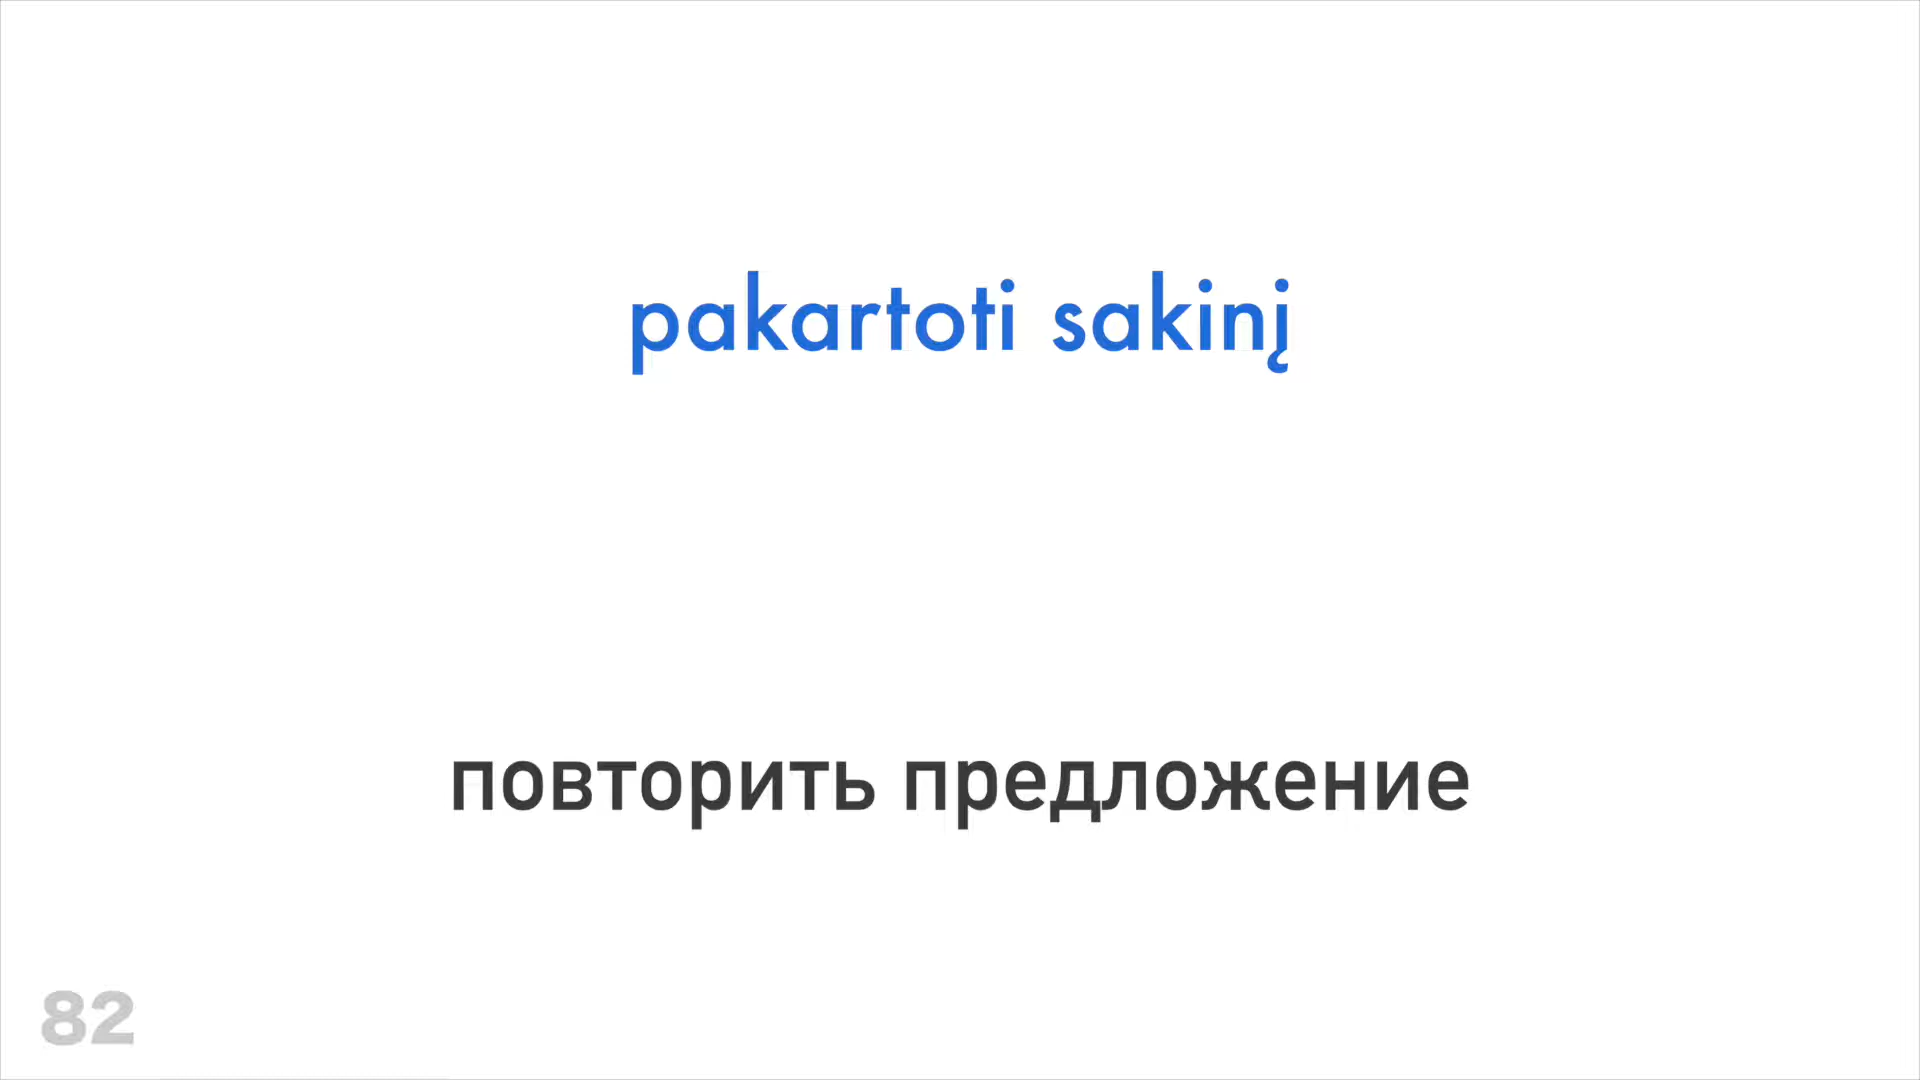 pakartoti sakinį
повторить предложение
82